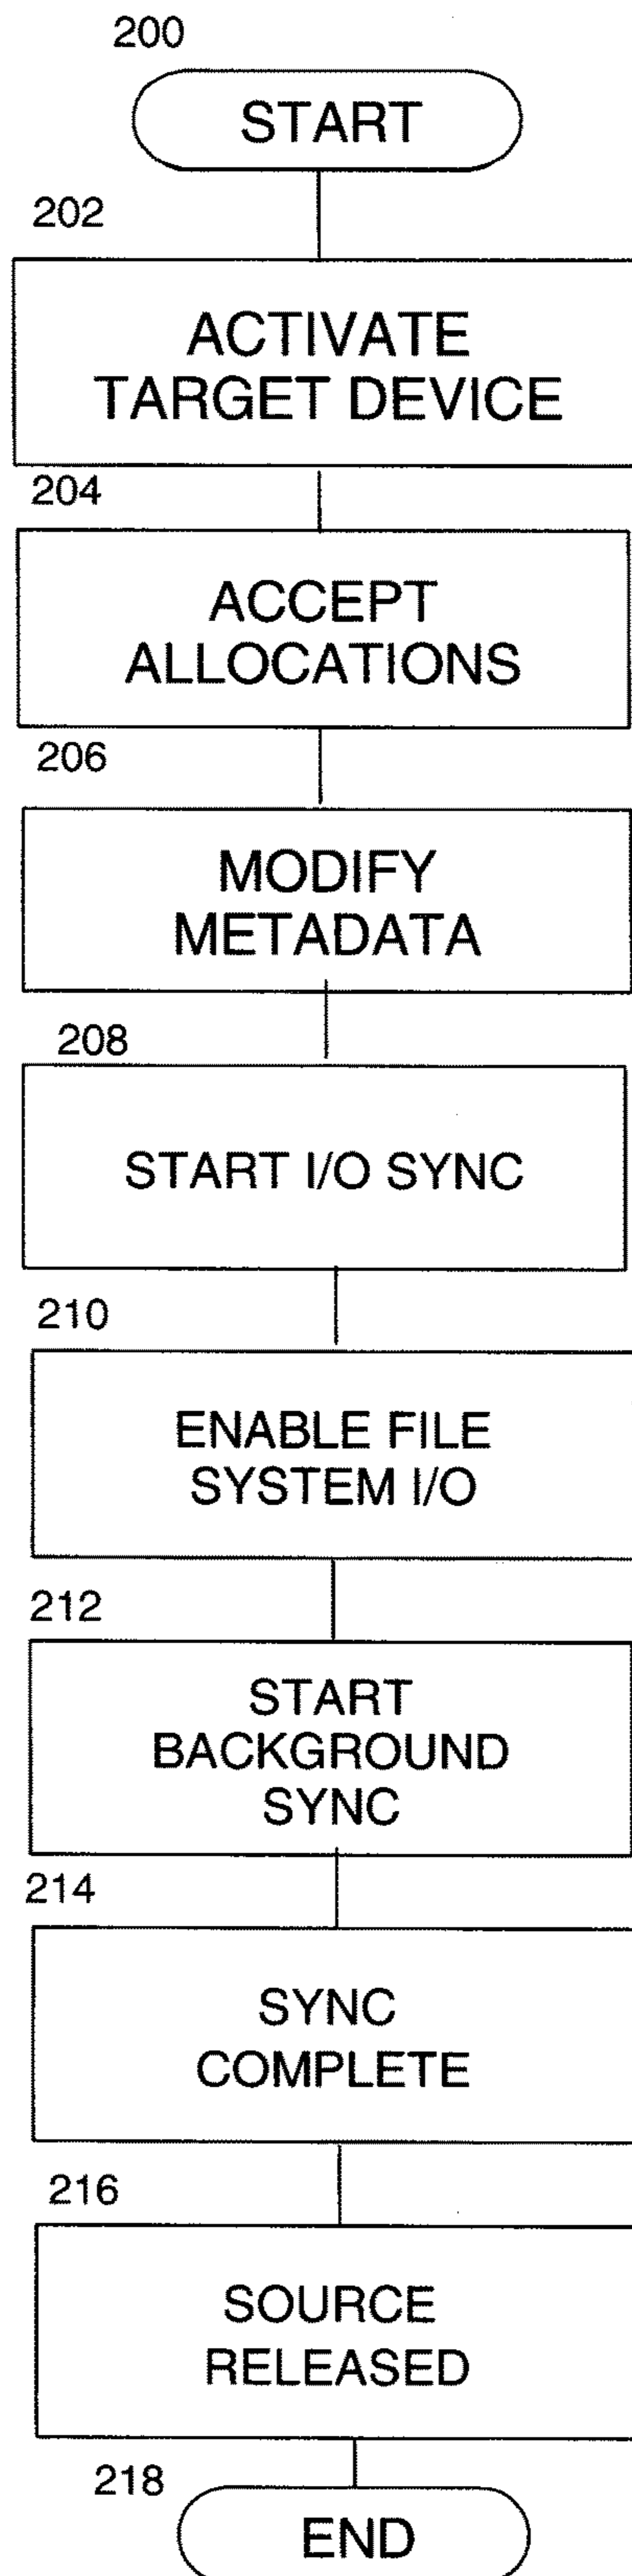 200
START
202
ACTIVATE
TARGET DEVICE
204
ACCEPT
ALLOCATIONS
206
MODIFY
METADATA
208
START I/O SYNC
210
ENABLE FILE
SYSTEM I/O
212
START
BACKGROUND
SYNC
214
SYNC
COMPLETE
216
SOURCE
RELEASED
218
END